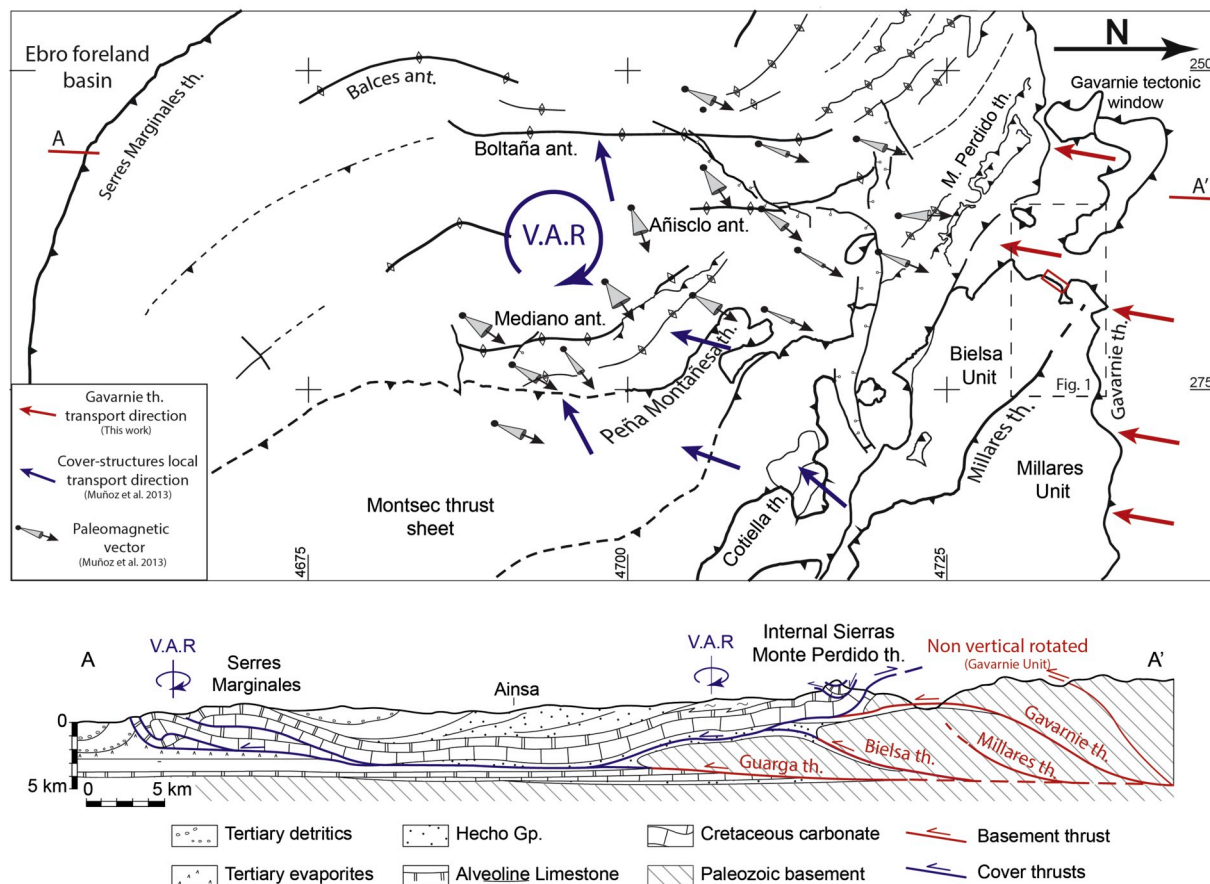 Ebro foreland
basin
Serres Marginales th.
A
Balces ant.
Boltaña ant.
V.A.R
Añisclo ant.
Mediano ant.
Peña Montañesa th.
M. Perdido th.
N
250
Gavarnie tectonic
window
A'
Bielsa
Unit
Fig. 1
275
Gavarnie th.
Millares th.
Millares
Unit
Cotiella th.
Montsec thrust
sheet
4675
4700
4725
Gavarnie th.
transport direction
(This work)
Cover-structures local
transport direction
(Muñoz et al. 2013)
Paleomagnetic
vector
(Muñoz et al. 2013)
A
V.A.R
Serres
Marginales
Ainsa
V.A.R
Internal Sierras
Monte Perdido th.
Non vertical rotated
(Gavarnie Unit)
A'
0
5 km
0 5 km
Guarga th.
Bielsa th.
Millares th.
Gavarnie th.
Tertiary detritics
Hecho Gp.
Cretaceous carbonate
Basement thrust
Tertiary evaporites
Alveoline Limestone
Paleozoic basement
Cover thrusts